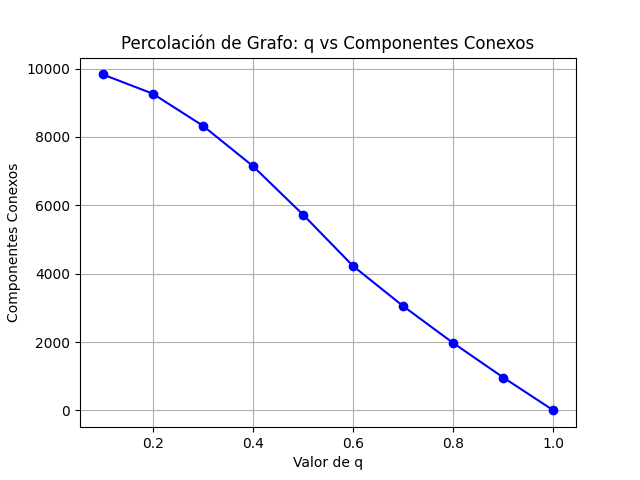 Percolación de Grafo: q vs Componentes Conexos
10000
8000
6000
4000
2000
0
Componentes Conexos
0.2 0.4 0.6 0.8 1.0
Valor de q